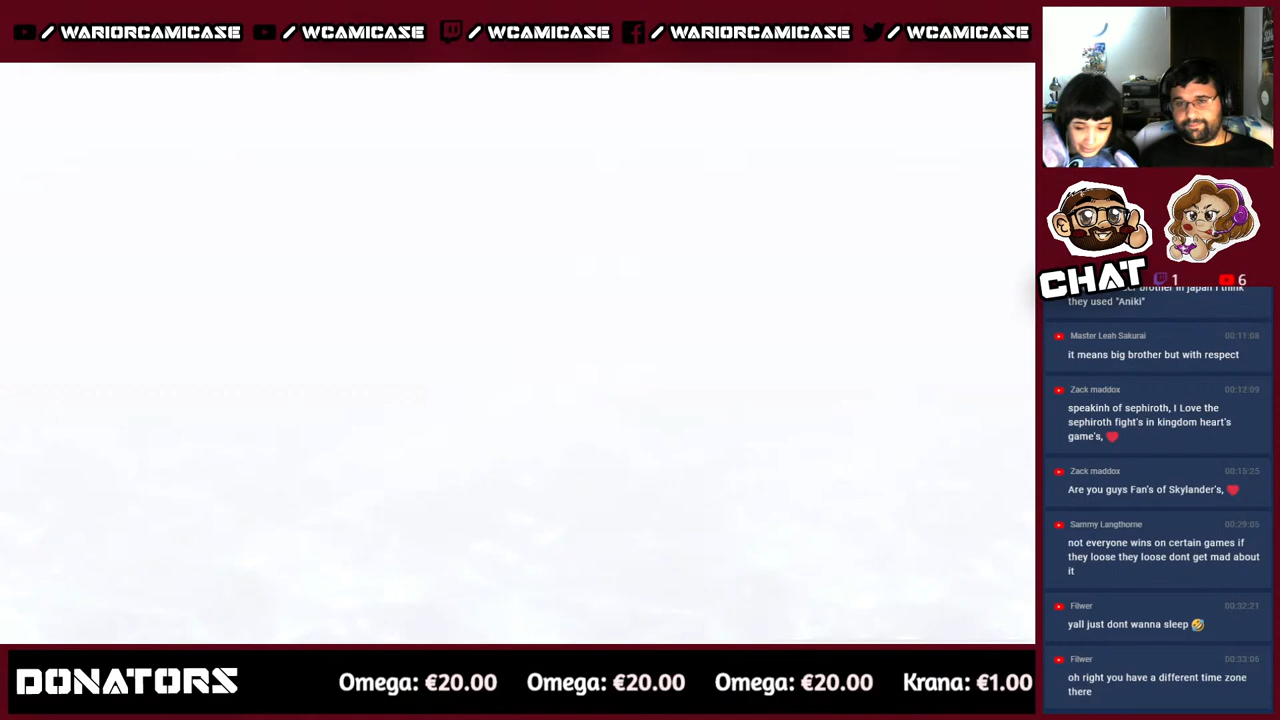 / WARIORCAMICASE / WCAMICASE / WCAMICASE / WARIORCAMICASE / WCAMICASE
CHAT 1 6
brother in japan I think
they used "Aniki"
Master Leah Sakurai 00:11:08
it means big brother but with respect
Zack maddox 00:12:09
speakinh of sephiroth, I Love the
sephiroth fight's in kingdom heart's
game's, ❤️
Zack maddox 00:15:25
Are you guys Fan's of Skylander's, ❤️
Sammy Langthorne 00:29:05
not everyone wins on certain games if
they loose they loose dont get mad about
it
Filwer 00:32:21
yall just dont wanna sleep 🤣
Filwer 00:33:06
oh right you have a different time zone
there
DONATORS Omega: €20.00 Omega: €20.00 Omega: €20.00 Krana: €1.00